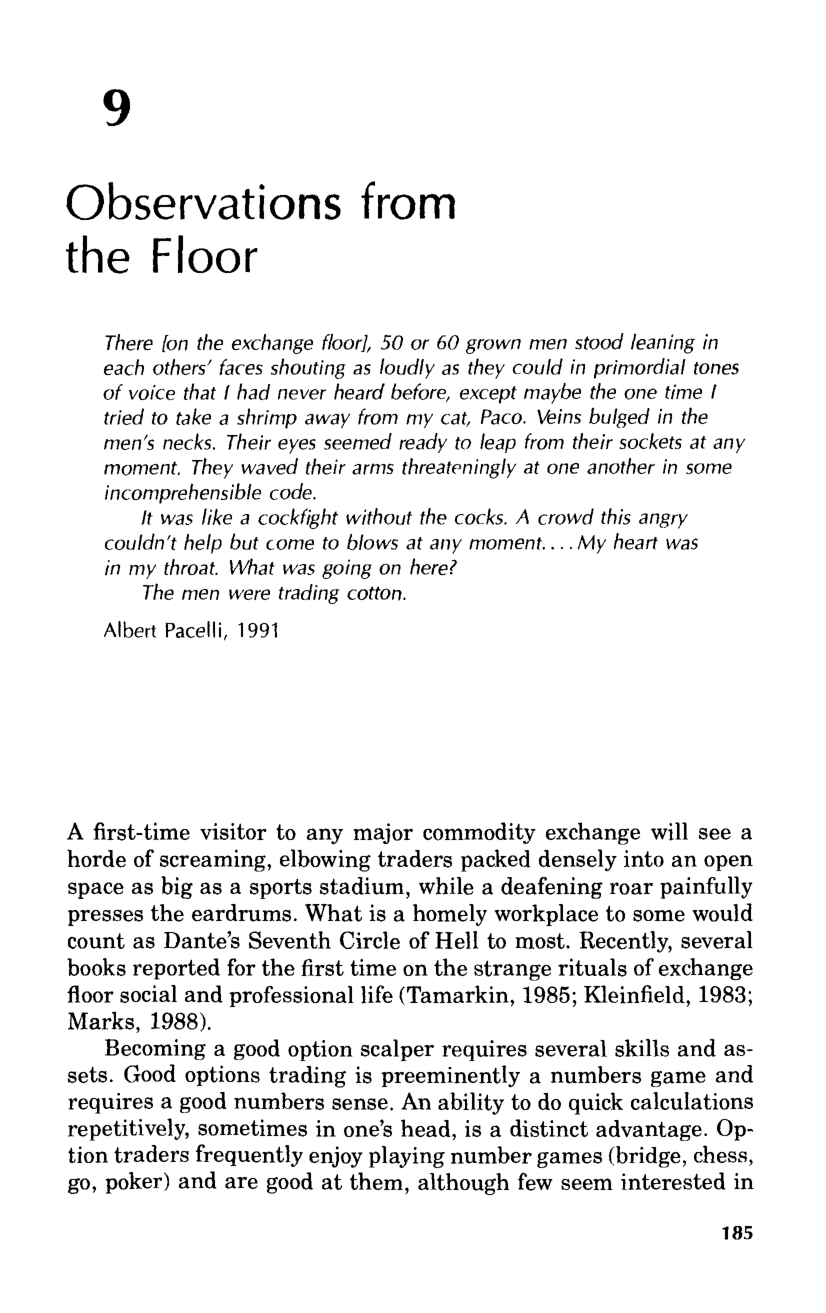 9
Observations from
the Floor
There [on the exchange floor], 50 or 60 grown men stood leaning in
each others' faces shouting as loudly as they could in primordial tones
of voice that I had never heard before, except maybe the one time I
tried to take a shrimp away from my cat, Paco. Veins bulged in the
men's necks. Their eyes seemed ready to leap from their sockets at any
moment. They waved their arms threateningly at one another in some
incomprehensible code.
It was like a cockfight without the cocks. A crowd this angry
couldn't help but come to blows at any moment. . . . My heart was
in my throat. What was going on here?
The men were trading cotton.
Albert Pacelli, 1991
A first-time visitor to any major commodity exchange will see a
horde of screaming, elbowing traders packed densely into an open
space as big as a sports stadium, while a deafening roar painfully
presses the eardrums. What is a homely workplace to some would
count as Dante's Seventh Circle of Hell to most. Recently, several
books reported for the first time on the strange rituals of exchange
floor social and professional life (Tamarkin, 1985; Kleinfield, 1983;
Marks, 1988).
Becoming a good option scalper requires several skills and as-
sets. Good options trading is preeminently a numbers game and
requires a good numbers sense. An ability to do quick calculations
repetitively, sometimes in one's head, is a distinct advantage. Op-
tion traders frequently enjoy playing number games (bridge, chess,
go, poker) and are good at them, although few seem interested in
185